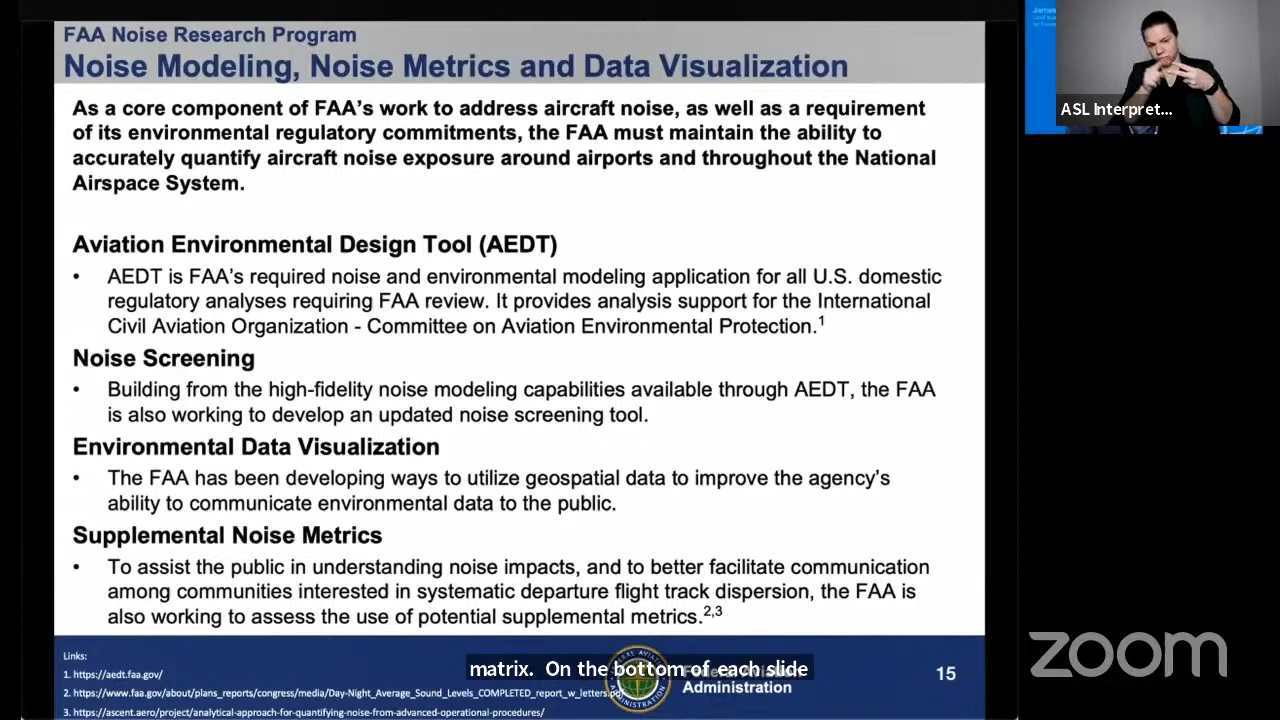 FAA Noise Research Program
Noise Modeling, Noise Metrics and Data Visualization
As a core component of FAA's work to address aircraft noise, as well as a requirement
of its environmental regulatory commitments, the FAA must maintain the ability to
accurately quantify aircraft noise exposure around airports and throughout the National
Airspace System.
Aviation Environmental Design Tool (AEDT)
• AEDT is FAA's required noise and environmental modeling application for all U.S. domestic
regulatory analyses requiring FAA review. It provides analysis support for the International
Civil Aviation Organization - Committee on Aviation Environmental Protection.1
Noise Screening
• Building from the high-fidelity noise modeling capabilities available through AEDT, the FAA
is also working to develop an updated noise screening tool.
Environmental Data Visualization
• The FAA has been developing ways to utilize geospatial data to improve the agency's
ability to communicate environmental data to the public.
Supplemental Noise Metrics
• To assist the public in understanding noise impacts, and to better facilitate communication
among communities interested in systematic departure flight track dispersion, the FAA is
also working to assess the use of potential supplemental metrics.2,3
Links:
1. https://aedt.faa.gov/
2. https://www.faa.gov/about/plans_reports/congress/media/Day-Night_Average_Sound_Levels_COMPLETED_report_w_letters.pdf
3. https://ascent.aero/project/analytical-approach-for-quantifying-noise-from-advanced-operational-procedures/
matrix. On the bottom of each slide
Administration
15
ASL Interpret...
zoom